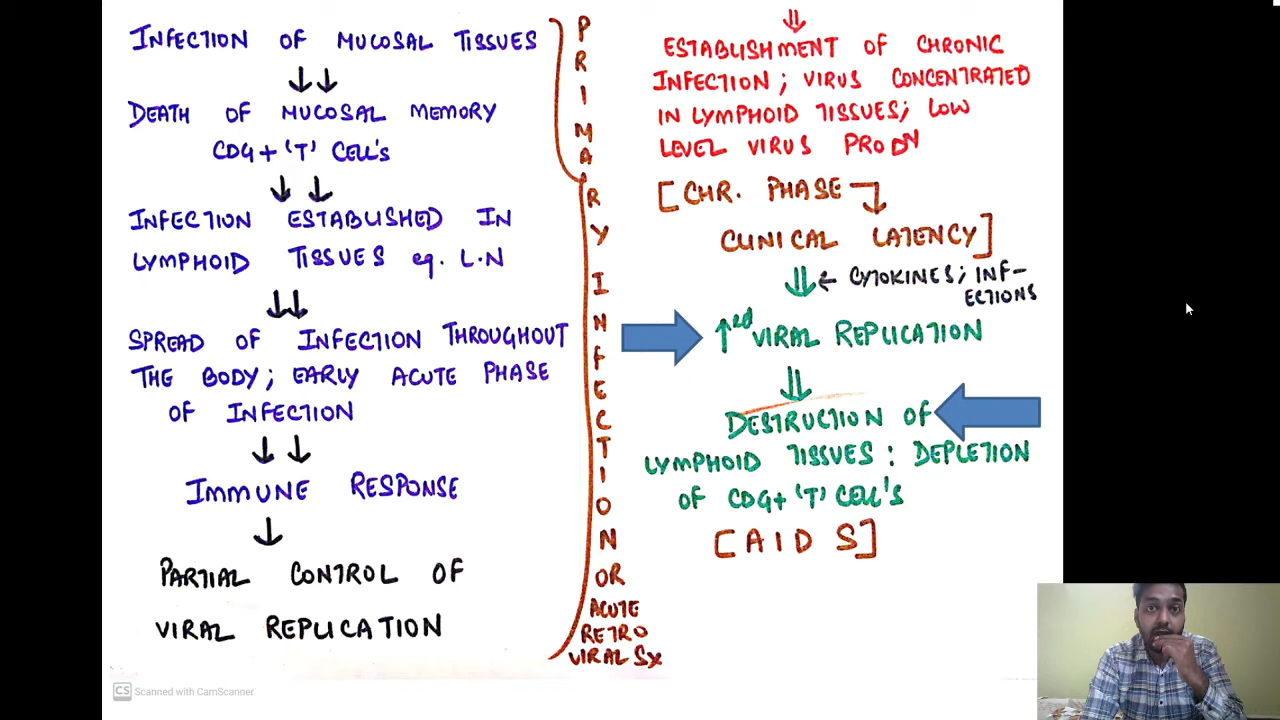 INFECTION OF MUCOSAL TISSUES
DEATH OF MUCOSAL MEMORY
CD4+ 'T' CELL'S
INFECTION ESTABLISHED IN
LYMPHOID TISSUES eg. L.N
SPREAD OF INFECTION THROUGHOUT
THE BODY; EARLY ACUTE PHASE
OF INFECTION
IMMUNE RESPONSE
PARTIAL CONTROL OF
VIRAL REPLICATION
PRIMARY INFECTION
OR
ACUTE
RETRO
VIRAL Sx
ESTABLISHMENT OF CHRONIC
INFECTION; VIRUS CONCENTRATED
IN LYMPHOID TISSUES; LOW
LEVEL VIRUS PRODN
[CHR. PHASE
CLINICAL LATENCY]
← CYTOKINES; INF-
ECTIONS
↑ed VIRAL REPLICATION
DESTRUCTION OF
LYMPHOID TISSUES : DEPLETION
OF CD4+ 'T' CELL'S
[AIDS]
CS Scanned with CamScanner